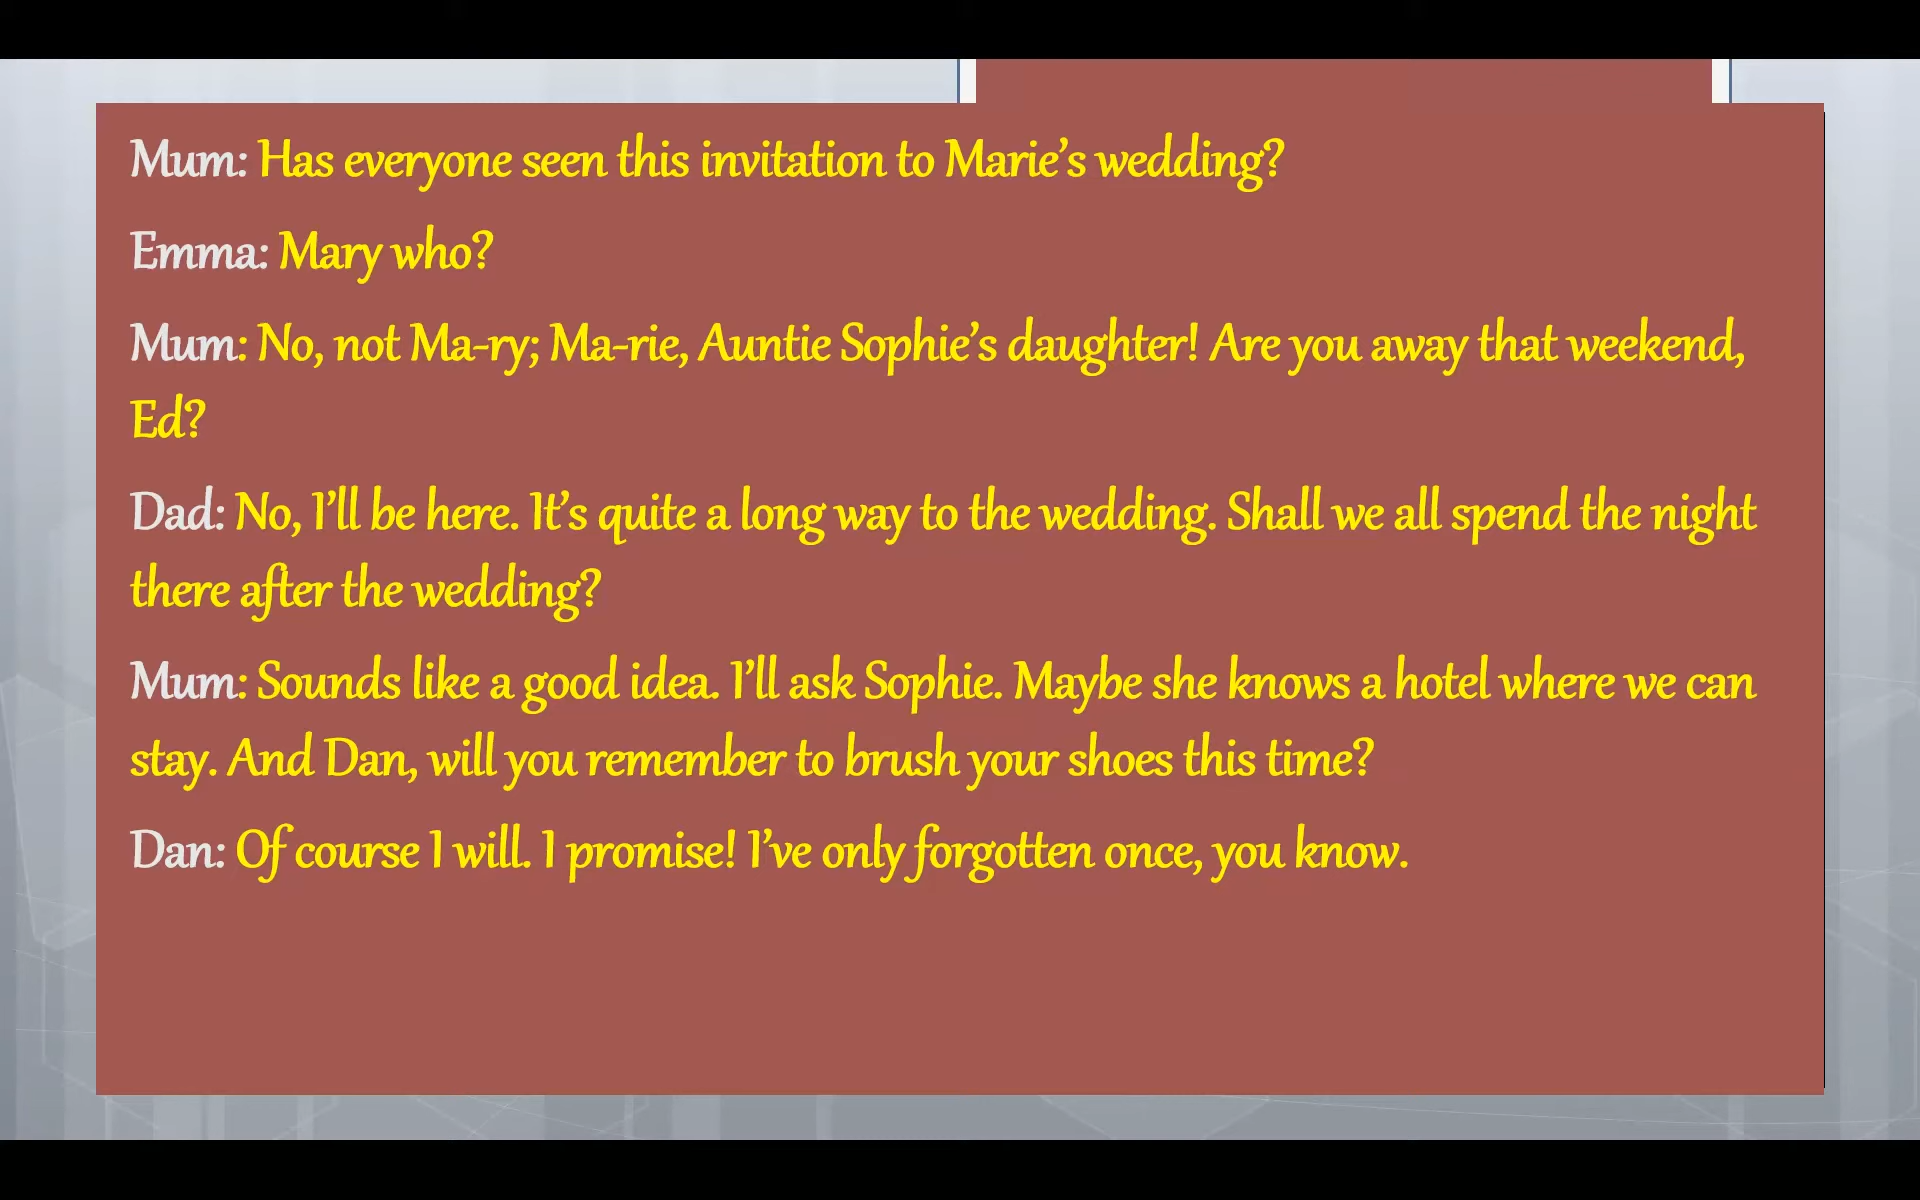 Mum: Has everyone seen this invitation to Marie's wedding?
Emma: Mary who?
Mum: No, not Ma-ry; Ma-rie, Auntie Sophie's daughter! Are you away that weekend,
Ed?
Dad: No, I'll be here. It's quite a long way to the wedding. Shall we all spend the night
there after the wedding?
Mum: Sounds like a good idea. I'll ask Sophie. Maybe she knows a hotel where we can
stay. And Dan, will you remember to brush your shoes this time?
Dan: Of course I will. I promise! I've only forgotten once, you know.